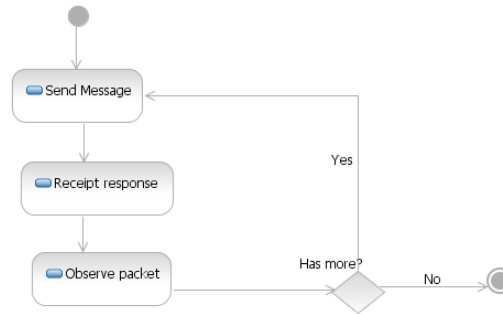 Send Message
Yes
Receipt response
Has more?
Observe packet
No